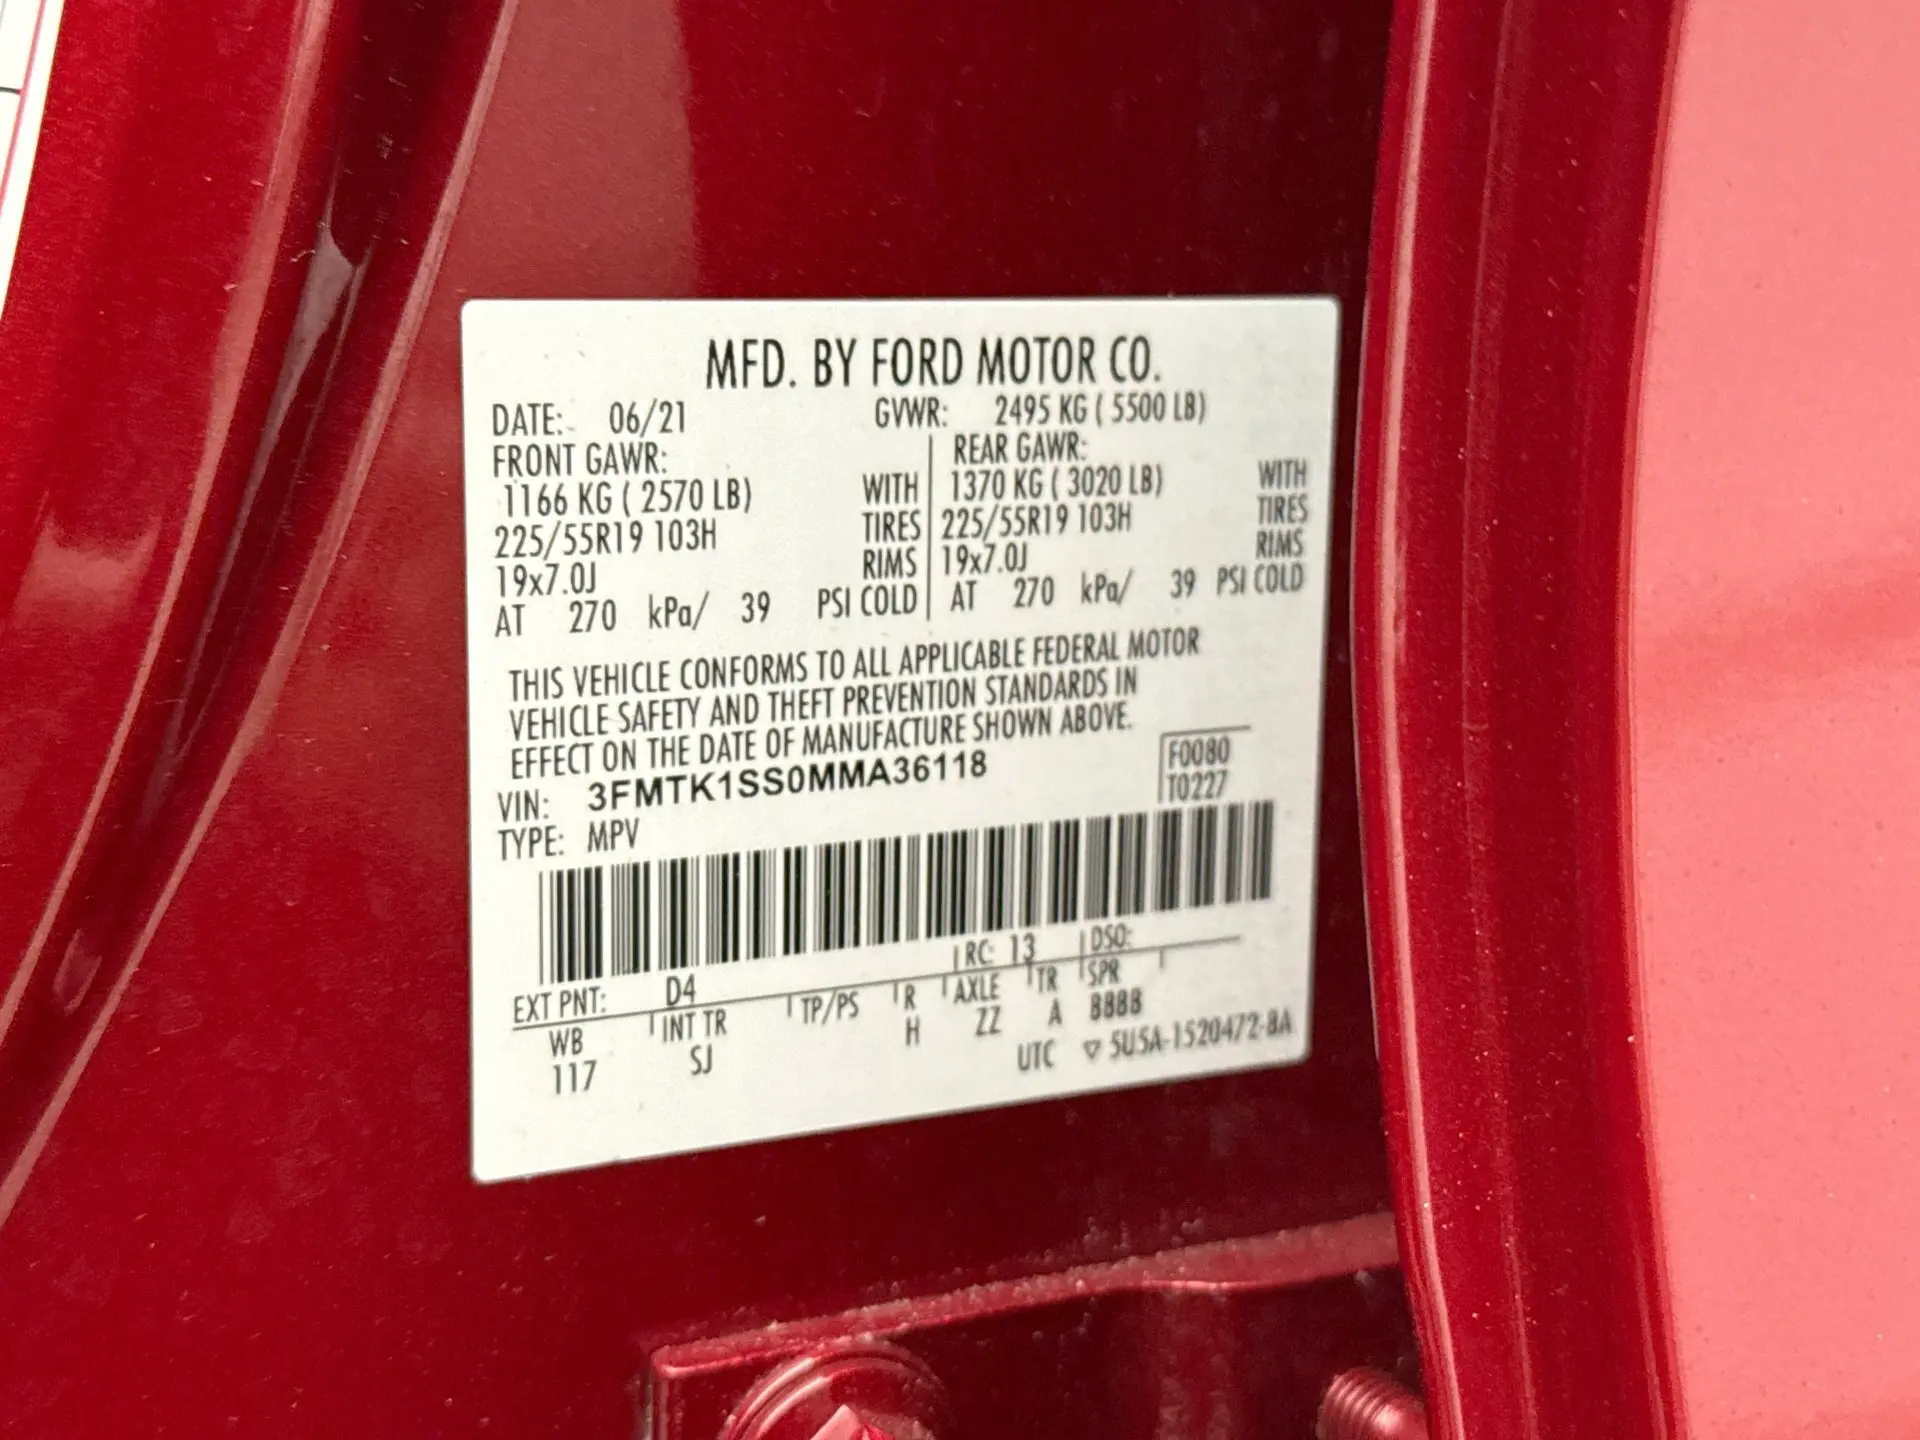 MFD. BY FORD MOTOR CO.
DATE: 06/21 GVWR: 2495 KG ( 5500 LB)
FRONT GAWR: REAR GAWR:
1166 KG ( 2570 LB) WITH 1370 KG ( 3020 LB) WITH
225/55R19 103H TIRES 225/55R19 103H TIRES
19x7.0J RIMS 19x7.0J RIMS
AT 270 kPa/ 39 PSI COLD AT 270 kPa/ 39 PSI COLD
THIS VEHICLE CONFORMS TO ALL APPLICABLE FEDERAL MOTOR
VEHICLE SAFETY AND THEFT PREVENTION STANDARDS IN
EFFECT ON THE DATE OF MANUFACTURE SHOWN ABOVE.
VIN: 3FMTK1SS0MMA36118 F0080
TYPE: MPV T0227
EXT PNT: D4 RC: 13 DSO:
WB INT TR TP/PS R AXLE TR SPR
117 SJ H ZZ A BBBB
UTC ▽ 5U5A-1520472-BA